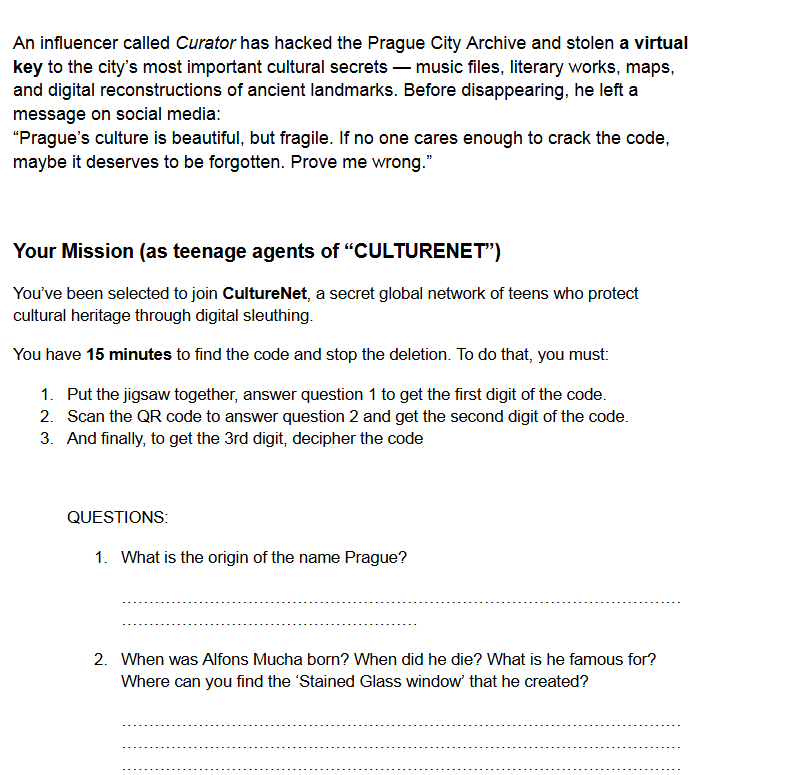 An influencer called Curator has hacked the Prague City Archive and stolen a virtual
key to the city’s most important cultural secrets — music files, literary works, maps,
and digital reconstructions of ancient landmarks. Before disappearing, he left a
message on social media:
“Prague’s culture is beautiful, but fragile. If no one cares enough to crack the code,
maybe it deserves to be forgotten. Prove me wrong.”
Your Mission (as teenage agents of “CULTURENET”)
You’ve been selected to join CultureNet, a secret global network of teens who protect
cultural heritage through digital sleuthing.
You have 15 minutes to find the code and stop the deletion. To do that, you must:
1. Put the jigsaw together, answer question 1 to get the first digit of the code.
2. Scan the QR code to answer question 2 and get the second digit of the code.
3. And finally, to get the 3rd digit, decipher the code
QUESTIONS:
1. What is the origin of the name Prague?
2. When was Alfons Mucha born? When did he die? What is he famous for?
Where can you find the ‘Stained Glass window’ that he created?